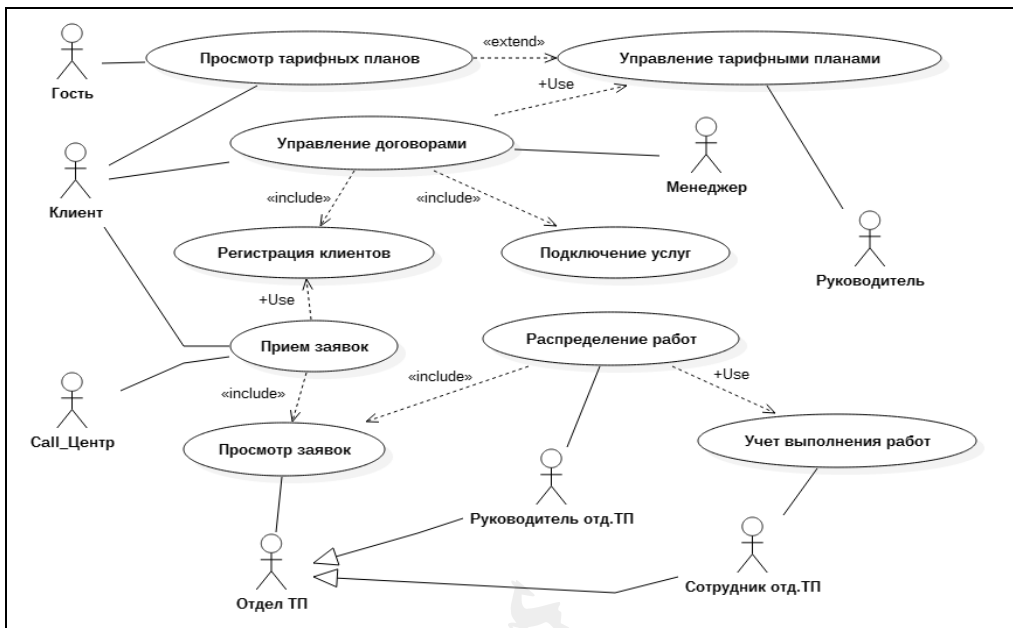 «extend»
Просмотр тарифных планов
Управление тарифными планами
Гость
+Use
Управление договорами
Менеджер
Клиент
«include»
«include»
Регистрация клиентов
Подключение услуг
Руководитель
+Use
Прием заявок
Распределение работ
«include»
«include»
+Use
Call_Центр
Просмотр заявок
Учет выполнения работ
Руководитель отд.ТП
Отдел ТП
Сотрудник отд.ТП